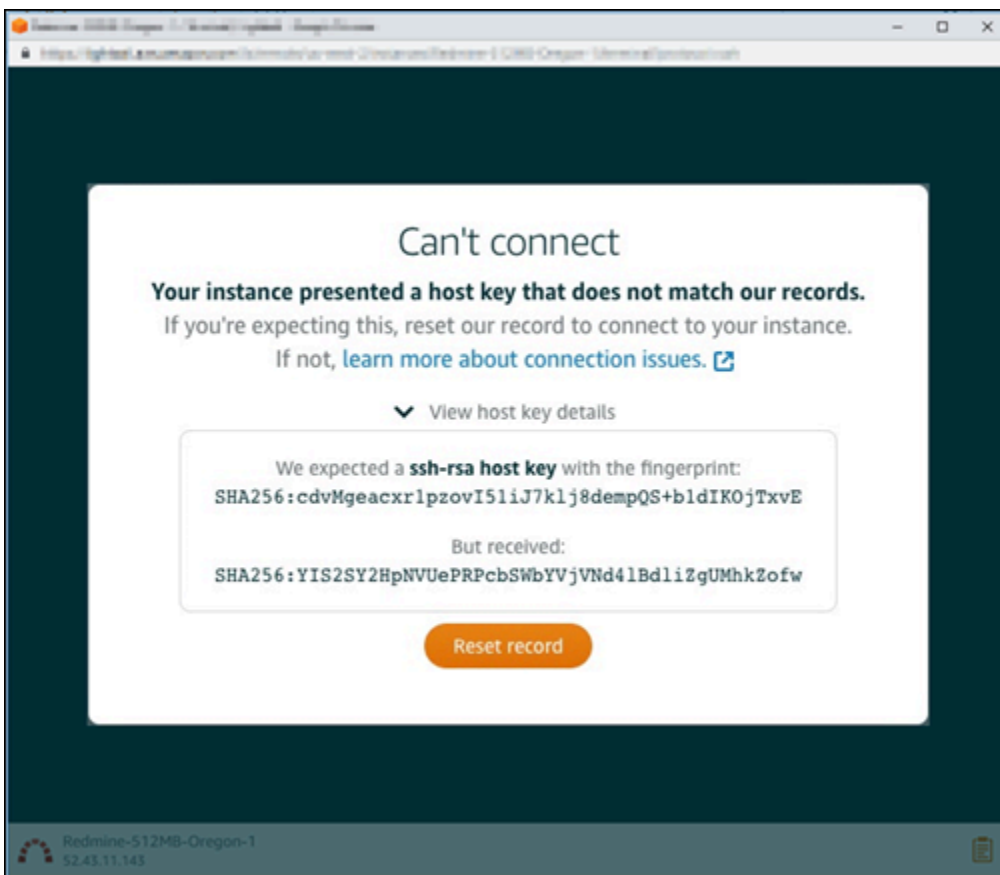 Can't connect
Your instance presented a host key that does not match our records.
If you're expecting this, reset our record to connect to your instance.
If not, learn more about connection issues.
View host key details
We expected a ssh-rsa host key with the fingerprint:
SHA256:cdvMgeacxr1pzovI51iJ7klj8dempQS+b1dIKOjTxvE
But received:
SHA256:YIS2SY2HpNVUePRPcbSWbYVjVNd4lBdliZgUMhkZofw
Reset record
Redmine-512MB-Oregon-1
52.43.11.143